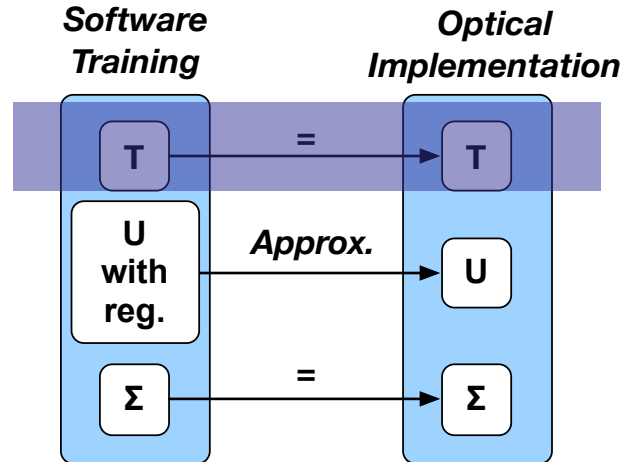 Software Training
Optical Implementation
T
=
T
U with reg.
Approx.
U
Σ
=
Σ